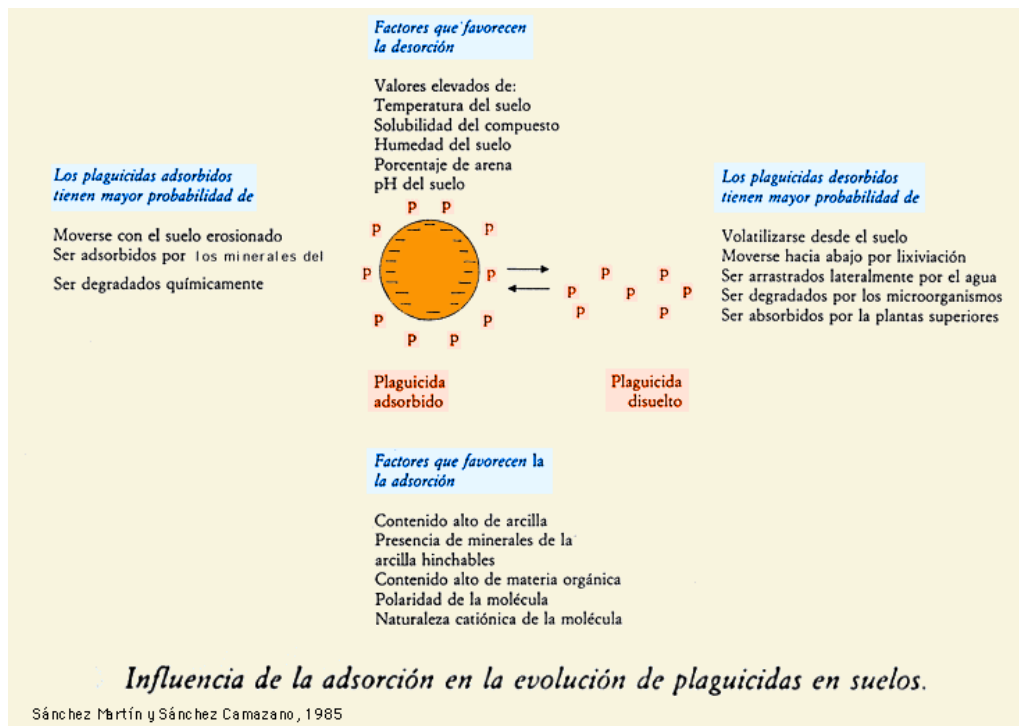 Factores que favorecen
la desorción
Valores elevados de:
Temperatura del suelo
Solubilidad del compuesto
Humedad del suelo
Porcentaje de arena
pH del suelo
Los plaguicidas adsorbidos
tienen mayor probabilidad de
Moverse con el suelo erosionado
Ser adsorbidos por los minerales del
Ser degradados químicamente
Los plaguicidas desorbidos
tienen mayor probabilidad de
Volatilizarse desde el suelo
Moverse hacia abajo por lixiviación
Ser arrastrados lateralmente por el agua
Ser degradados por los microorganismos
Ser absorbidos por la plantas superiores
P P
P P
P P
P P
P P
P P
P P P
P P
P
Plaguicida
adsorbido
Plaguicida
disuelto
Factores que favorecen la
la adsorción
Contenido alto de arcilla
Presencia de minerales de la
arcilla hinchables
Contenido alto de materia orgánica
Polaridad de la molécula
Naturaleza catiónica de la molécula
Influencia de la adsorción en la evolución de plaguicidas en suelos.
Sánchez Martín y Sánchez Camazano, 1985